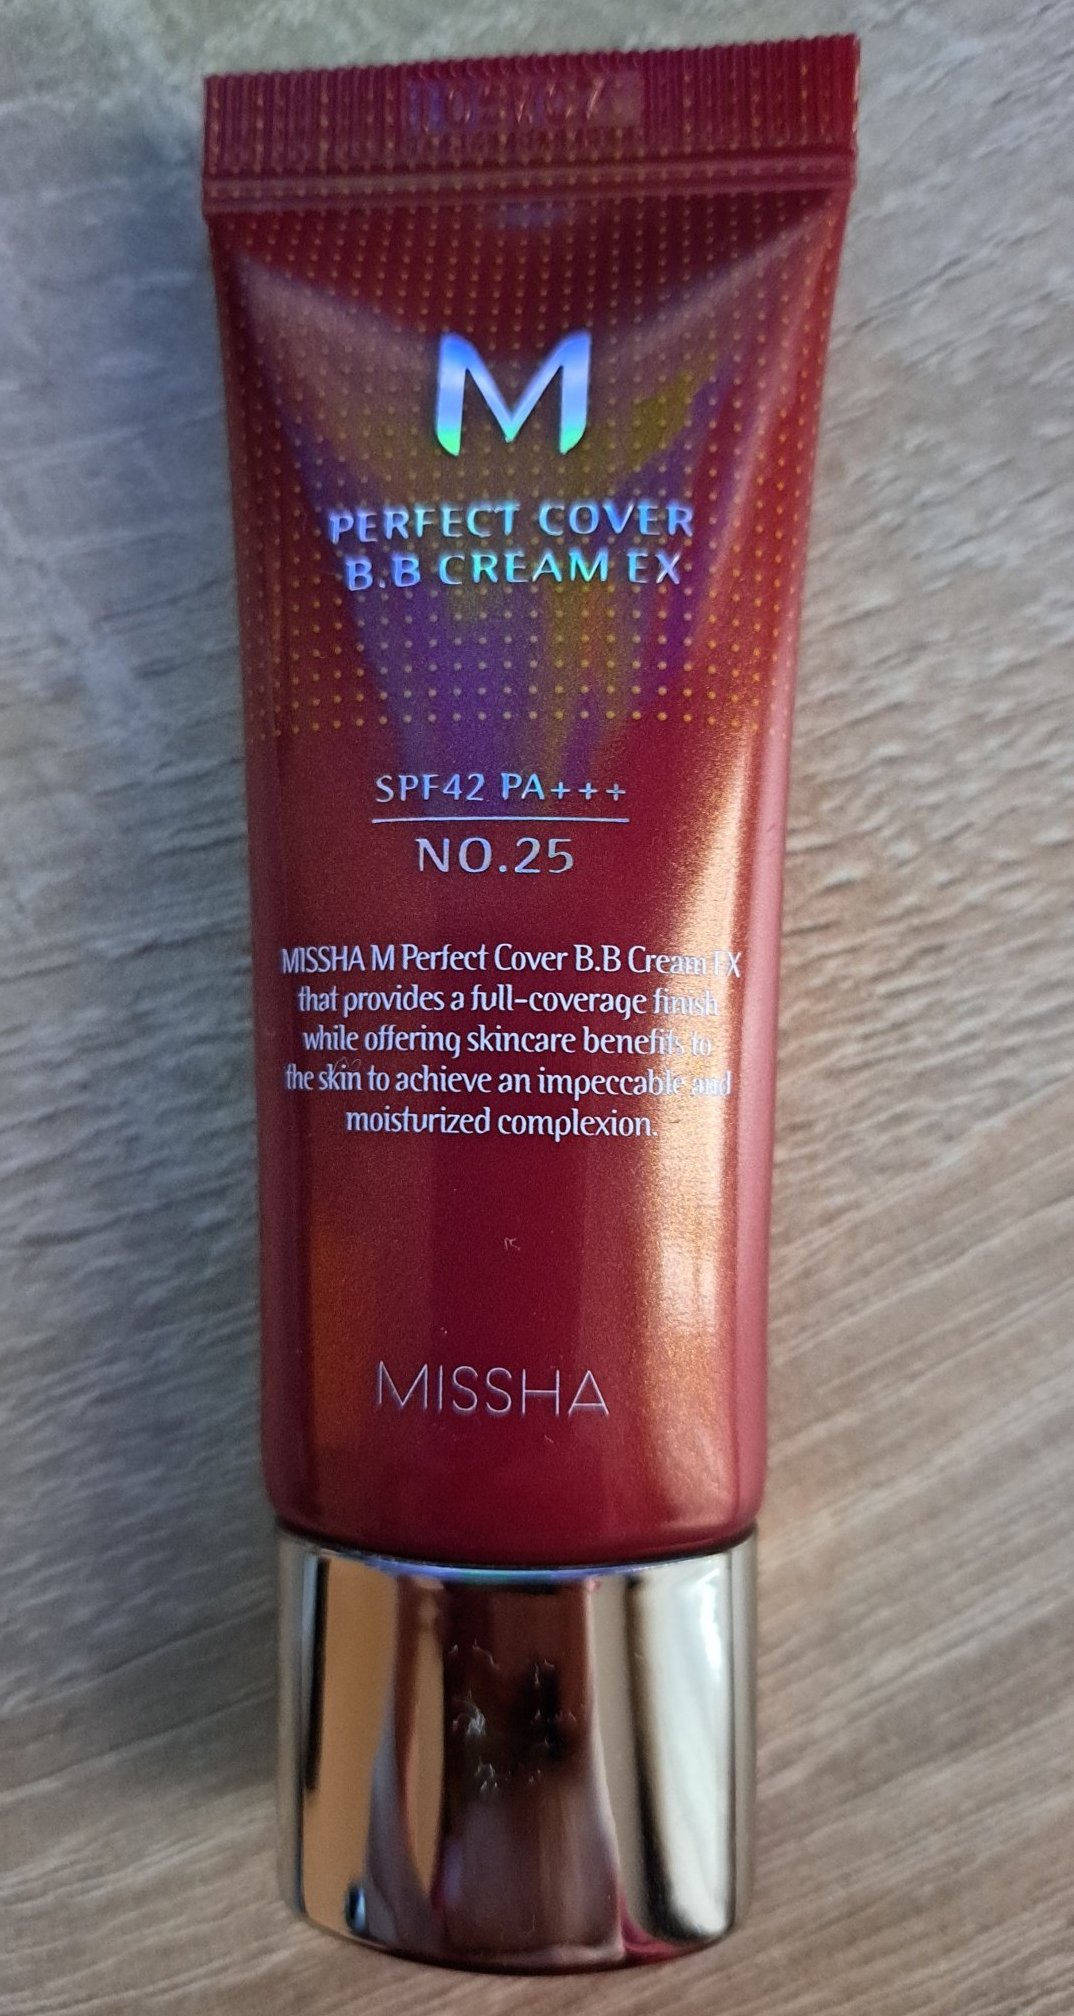 M
PERFECT COVER
B.B CREAM EX
SPF42 PA+++
NO.25
MISSHA M Perfect Cover B.B Cream EX
that provides a full-coverage finish
while offering skincare benefits to
the skin to achieve an impeccable and
moisturized complexion.
MISSHA